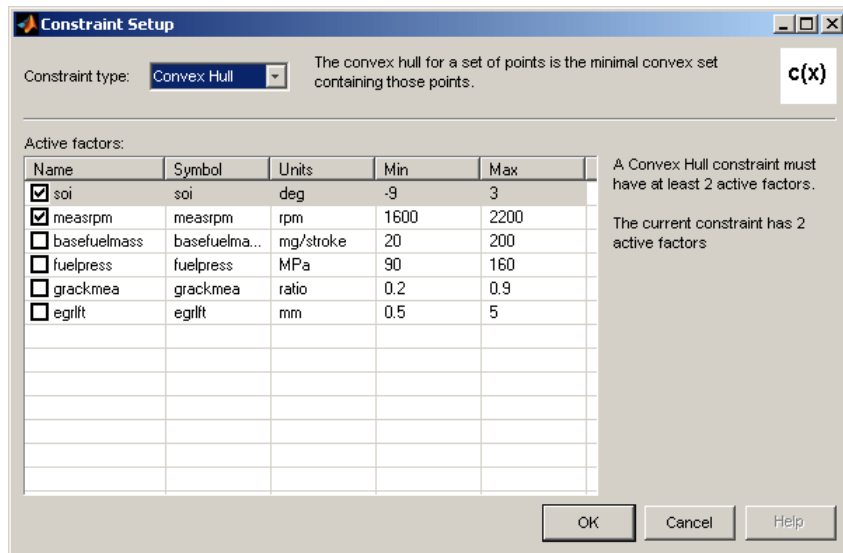 Constraint Setup
Constraint type: Convex Hull
The convex hull for a set of points is the minimal convex set
containing those points.
c(x)
Active factors:
Name Symbol Units Min Max
soi soi deg -9 3
measrpm measrpm rpm 1600 2200
basefuelmass basefuelma... mg/stroke 20 200
fuelpress fuelpress MPa 90 160
grackmea grackmea ratio 0.2 0.9
egrlft egrlft mm 0.5 5
A Convex Hull constraint must
have at least 2 active factors.
The current constraint has 2
active factors
OK Cancel Help